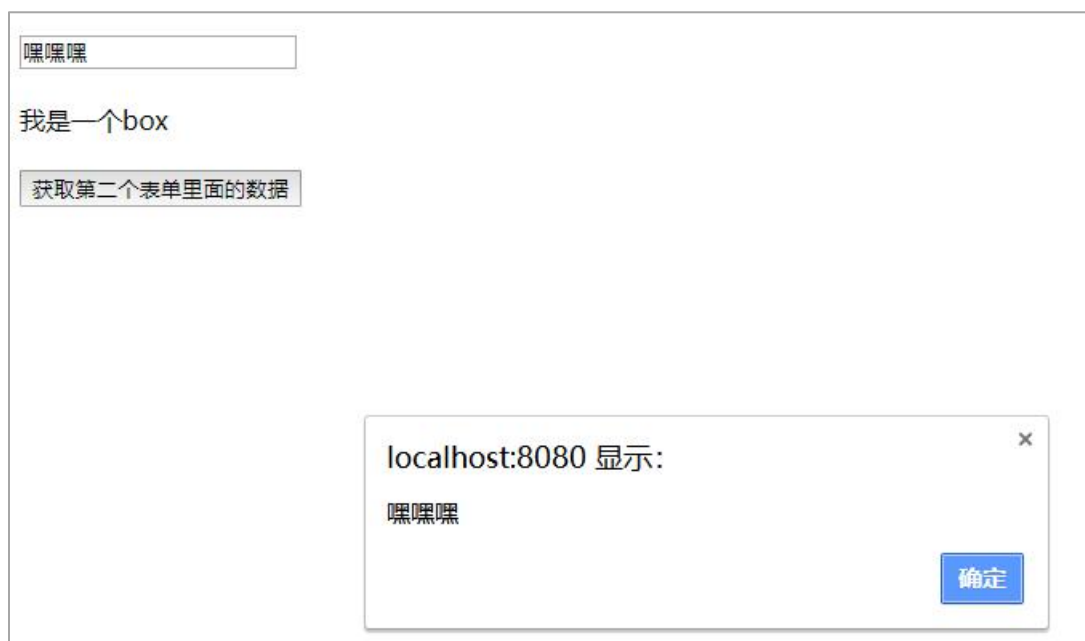 嘿嘿嘿
我是一个box
获取第二个表单里面的数据
localhost:8080 显示：
×
嘿嘿嘿
确定